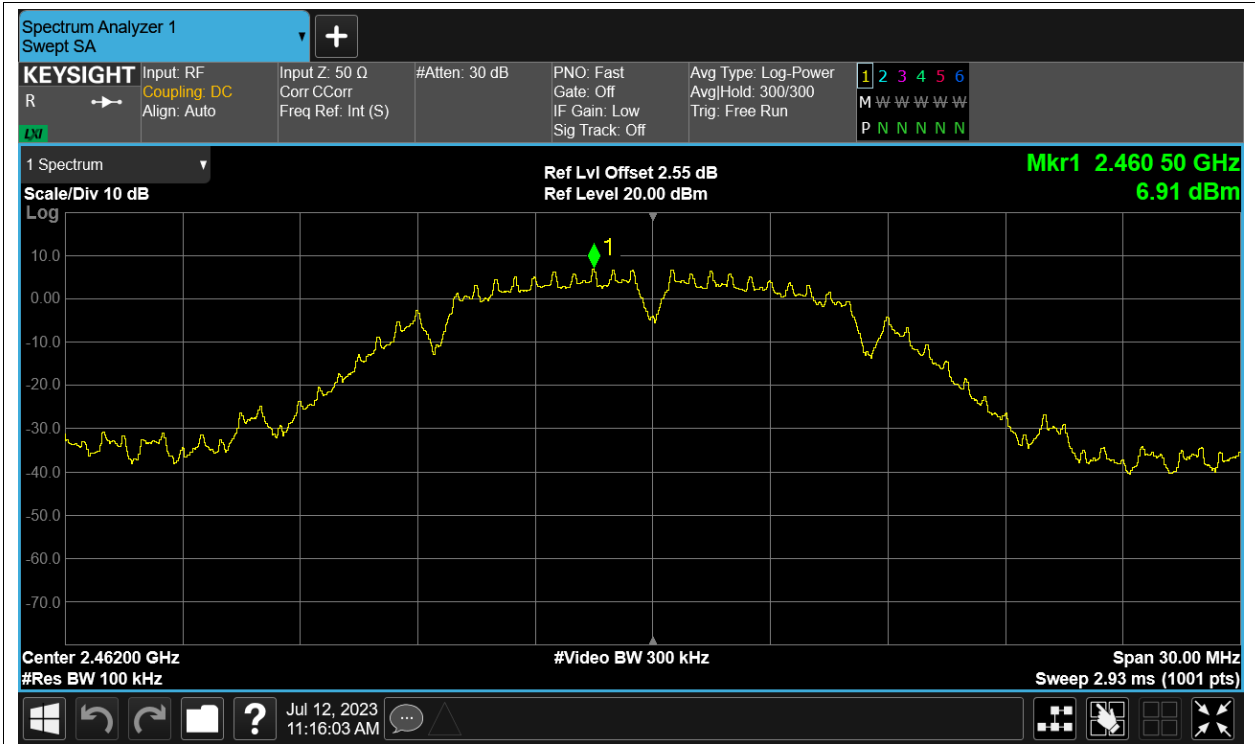 Spectrum Analyzer 1
Swept SA
KEYSIGHT
R
LXI
Input: RF
Coupling: DC
Align: Auto
Input Z: 50 Ω
Corr CCorr
Freq Ref: Int (S)
#Atten: 30 dB
PNO: Fast
Gate: Off
IF Gain: Low
Sig Track: Off
Avg Type: Log-Power
Avg|Hold: 300/300
Trig: Free Run
1 2 3 4 5 6
M W W W W W
P N N N N N
1 Spectrum
Scale/Div 10 dB
Log
Ref Lvl Offset 2.55 dB
Ref Level 20.00 dBm
Mkr1 2.460 50 GHz
6.91 dBm
1
10.0
0.00
-10.0
-20.0
-30.0
-40.0
-50.0
-60.0
-70.0
Center 2.46200 GHz
#Res BW 100 kHz
#Video BW 300 kHz
Span 30.00 MHz
Sweep 2.93 ms (1001 pts)
?
Jul 12, 2023
11:16:03 AM